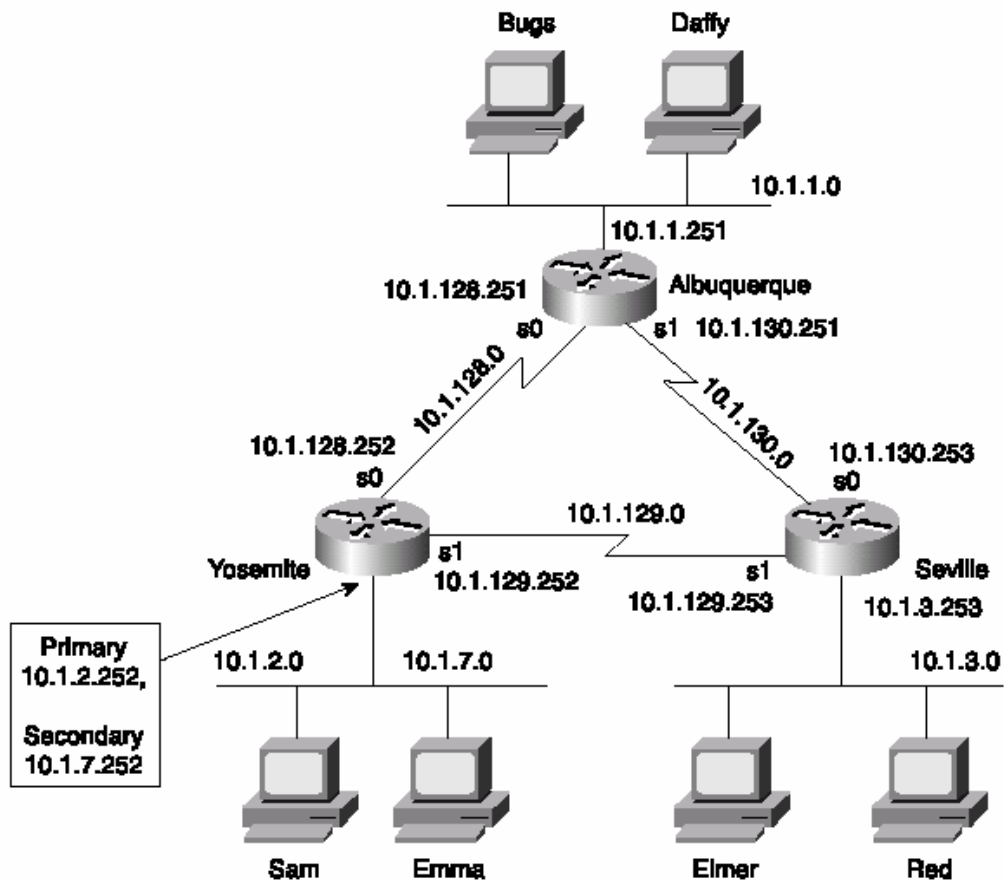 Bugs
Daffy
10.1.1.0
10.1.1.251
10.1.128.251
Albuquerque
s0
s1
10.1.130.251
10.1.128.0
10.1.130.0
10.1.128.252
s0
10.1.130.253
s0
10.1.129.0
Yosemite
s1
10.1.129.252
s1
10.1.129.253
Seville
10.1.3.253
Primary
10.1.2.252,
Secondary
10.1.7.252
10.1.2.0
10.1.7.0
10.1.3.0
Sam
Emma
Elmer
Red